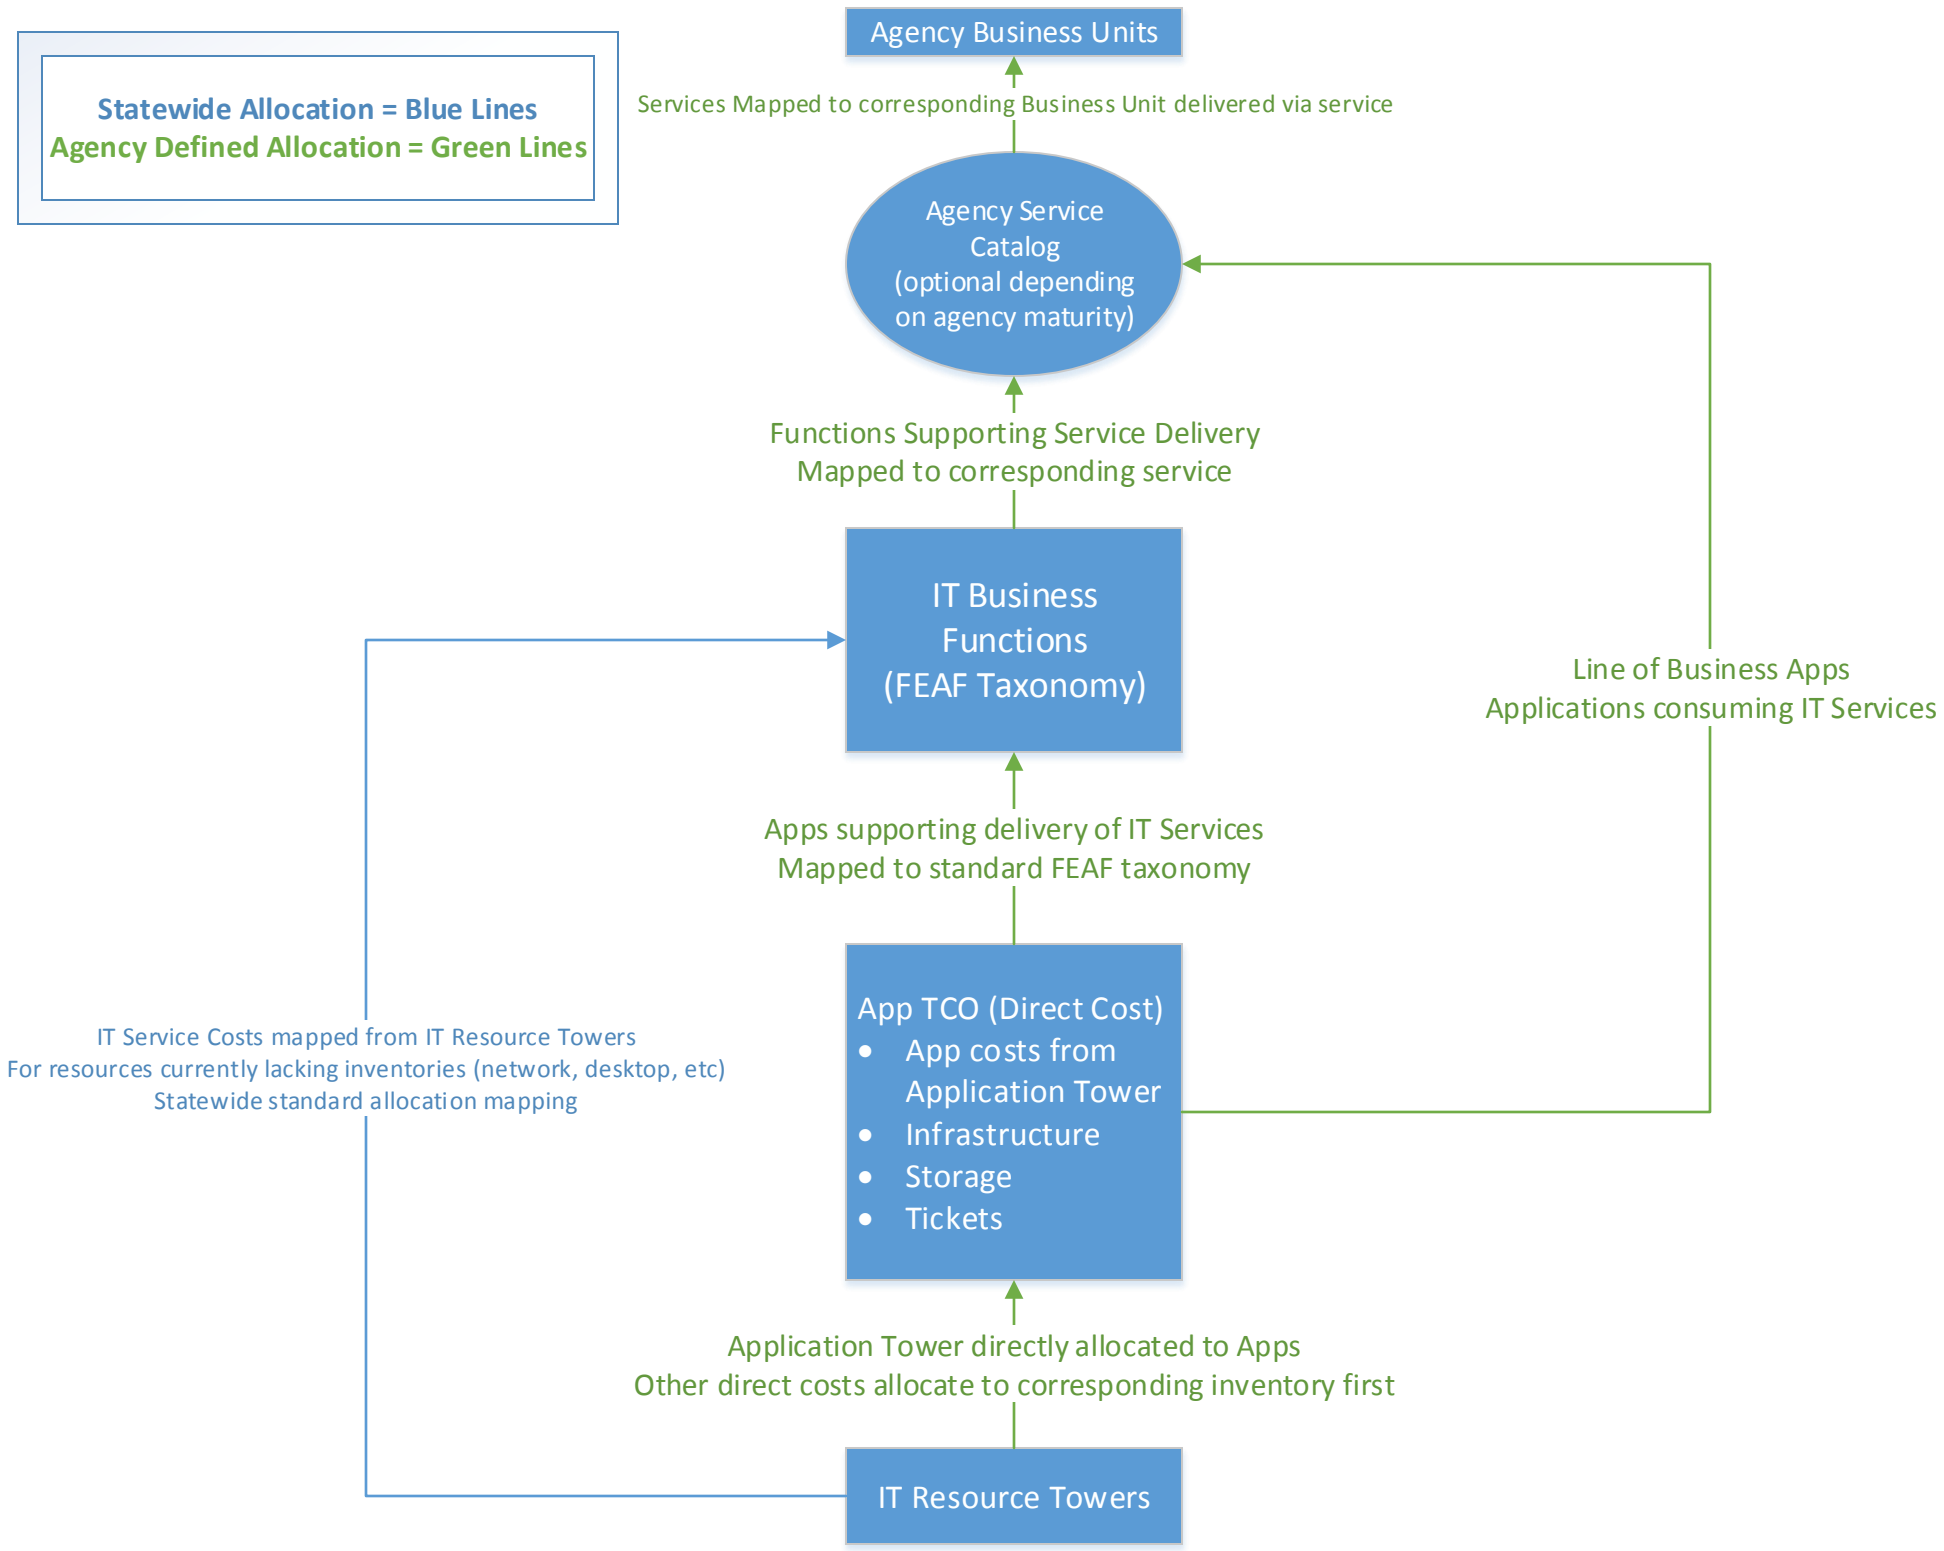 Agency Business Units
Statewide Allocation = Blue Lines
Agency Defined Allocation = Green Lines
Services Mapped to corresponding Business Unit delivered via service
Agency Service
Catalog
(optional depending
on agency maturity)
Functions Supporting Service Delivery
Mapped to corresponding service
IT Business
Functions
(FEAF Taxonomy)
Line of Business Apps
Applications consuming IT Services
Apps supporting delivery of IT Services
Mapped to standard FEAF taxonomy
IT Service Costs mapped from IT Resource Towers
For resources currently lacking inventories (network, desktop, etc)
Statewide standard allocation mapping
App TCO (Direct Cost)
• App costs from
Application Tower
• Infrastructure
• Storage
• Tickets
Application Tower directly allocated to Apps
Other direct costs allocate to corresponding inventory first
IT Resource Towers